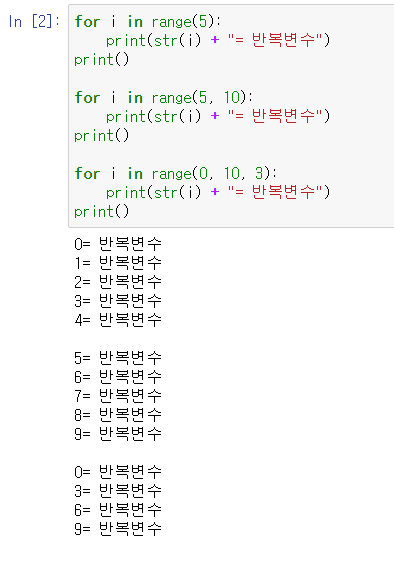 In [2]: for i in range(5):
    print(str(i) + "= 반복변수")
print()

for i in range(5, 10):
    print(str(i) + "= 반복변수")
print()

for i in range(0, 10, 3):
    print(str(i) + "= 반복변수")
print()
0= 반복변수
1= 반복변수
2= 반복변수
3= 반복변수
4= 반복변수

5= 반복변수
6= 반복변수
7= 반복변수
8= 반복변수
9= 반복변수

0= 반복변수
3= 반복변수
6= 반복변수
9= 반복변수